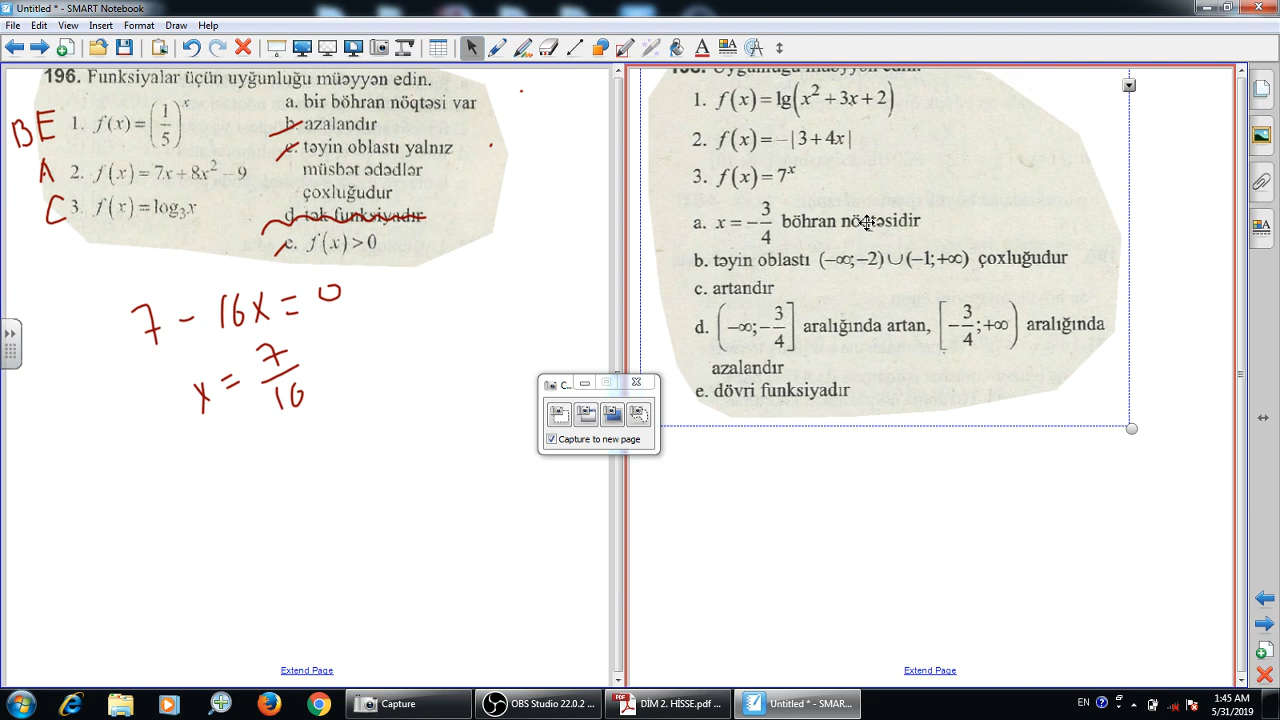 Untitled * - SMART Notebook
File Edit View Insert Format Draw Help
196. Funksiyalar üçün uyğunluğu müəyyən edin.
1. f(x)=(1/5)^x
2. f(x)=7x+8x²−9
3. f(x)=log₃x
a. bir böhran nöqtəsi var
b. azalandır
c. təyin oblastı yalnız
müsbət ədədlər
çoxluğudur
d. tək funksiyadır
e. f(x)>0
B E
A
C
7 - 16x = 0
x = 7/16
1. f(x)=lg(x²+3x+2)
2. f(x)=−|3+4x|
3. f(x)=7^x
a. x=−3/4 böhran nöqtəsidir
b. təyin oblastı (−∞;−2)∪(−1;+∞) çoxluğudur
c. artandır
d. (−∞;−3/4] aralığında artan, [−3/4;+∞) aralığında
azalandır
e. dövri funksiyadır
C...
Capture to new page
Extend Page
Extend Page
Capture
OBS Studio 22.0.2 ...
DİM 2. HİSSE.pdf ...
Untitled * - SMAR...
EN
1:45 AM
5/31/2019